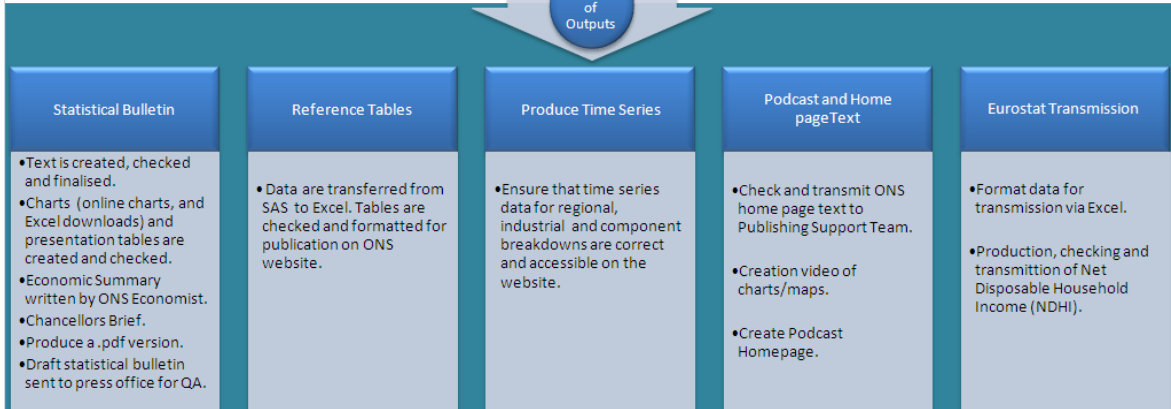 of
Outputs
Statistical Bulletin
•Text is created, checked
and finalised.
•Charts (online charts, and
Excel downloads) and
presentation tables are
created and checked.
•Economic Summary
written by ONS Economist.
•Chancellors Brief.
•Produce a .pdf version.
•Draft statistical bulletin
sent to press office for QA.
Reference Tables
• Data are transferred from
SAS to Excel. Tables are
checked and formatted for
publication on ONS
website.
Produce Time Series
•Ensure that time series
data for regional,
industrial and component
breakdowns are correct
and accessible on the
website.
Podcast and Home
pageText
•Check and transmit ONS
home page text to
Publishing Support Team.
•Creation video of
charts/maps.
•Create Podcast
Homepage.
Eurostat Transmission
•Format data for
transmission via Excel.
•Production, checking and
transmittion of Net
Disposable Household
Income (NDHI).